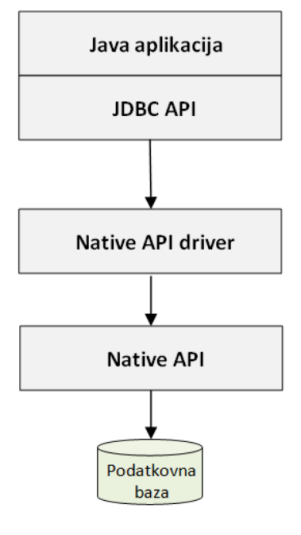 Java aplikacija
JDBC API
Native API driver
Native API
Podatkovna
baza